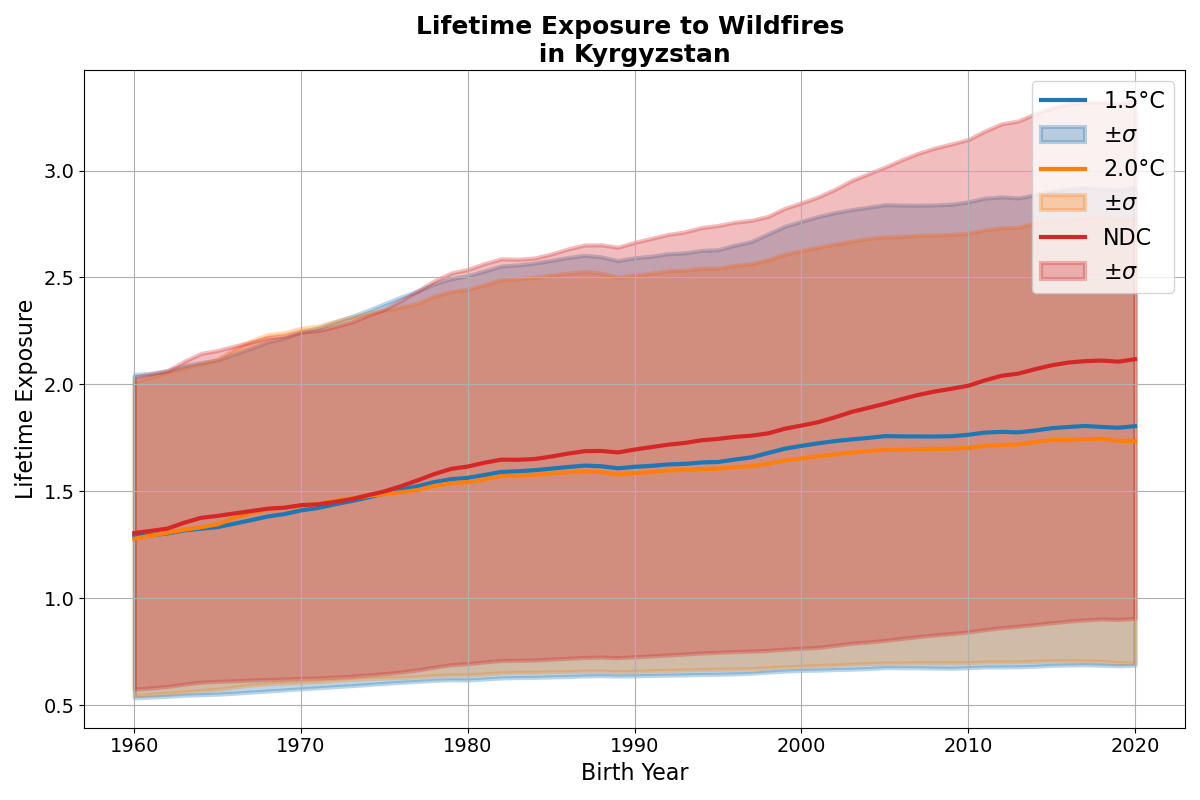 Lifetime Exposure to Wildfires
in Kyrgyzstan
1.5°C
±σ
2.0°C
±σ
NDC
±σ
Lifetime Exposure
3.0
2.5
2.0
1.5
1.0
0.5
1960 1970 1980 1990 2000 2010 2020
Birth Year